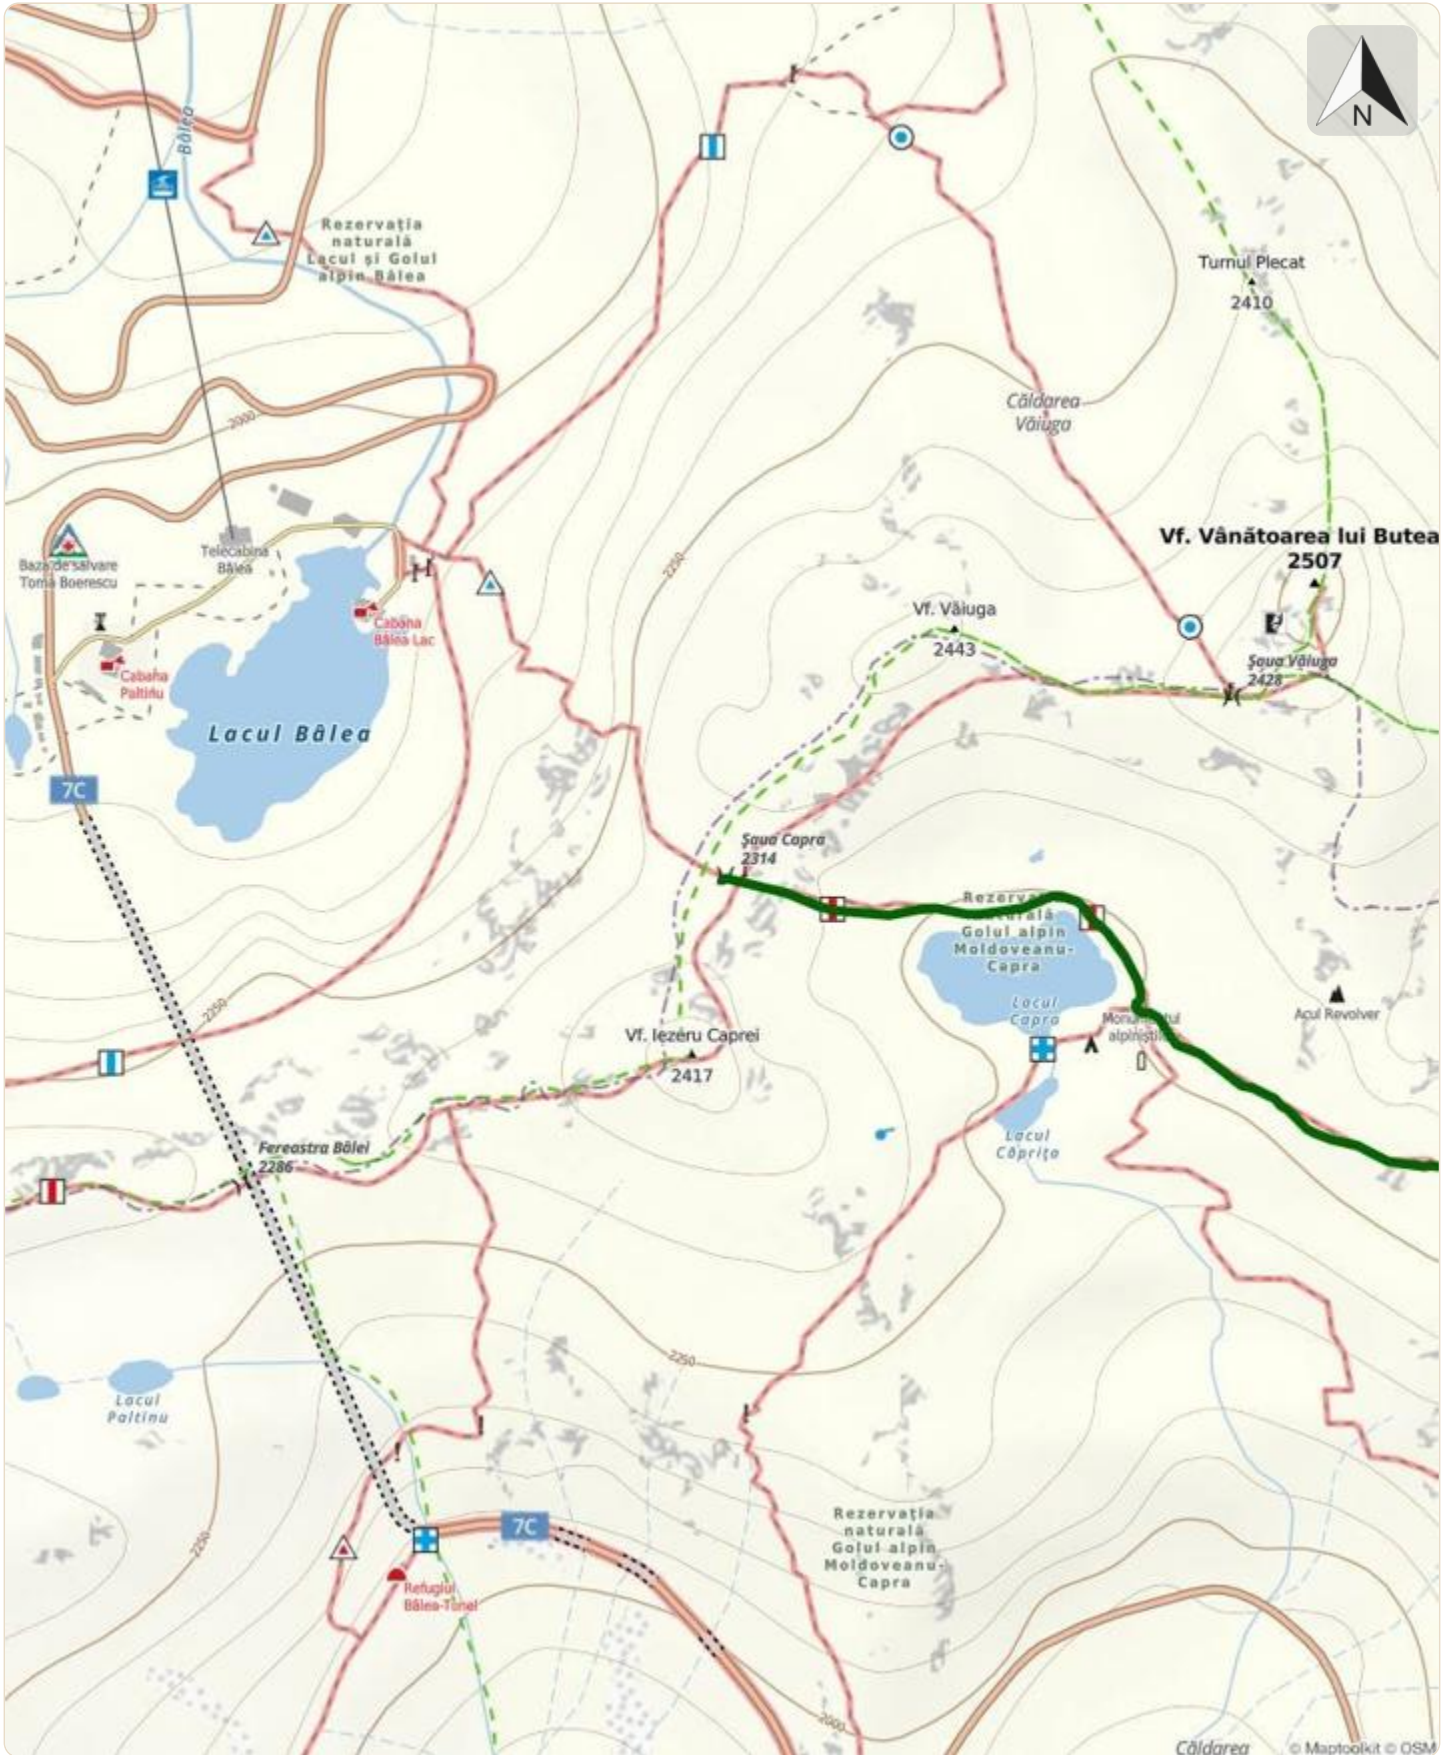 N
Bâlea
Rezervația
naturală
Lacul și Golul
alpin Bâlea
Turnul Plecat
2410
Căldarea
Văiuga
2000
Telecabina
Bâlea
Baza de salvare
Toma Boerescu
Cabana
Bâlea Lac
Cabana
Paltinu
Lacul Bâlea
7C
2250
Vf. Vânătoarea lui Butea
2507
Vf. Văiuga
2443
Șaua Văiuga
2428
Șaua Capra
2314
Rezervația
naturală
Golul alpin
Moldoveanu-
Capra
Lacul
Capra
Monumentul
alpiniștilor
Acul Revolver
2250
Vf. Iezeru Caprei
2417
Fereastra Bâlei
2286
Lacul
Căprița
Lacul
Paltinu
2250
2250
7C
Refugiul
Bâlea-Tunel
Rezervația
naturală
Golul alpin
Moldoveanu-
Capra
2000
Căldarea
© Maptoolkit © OSM